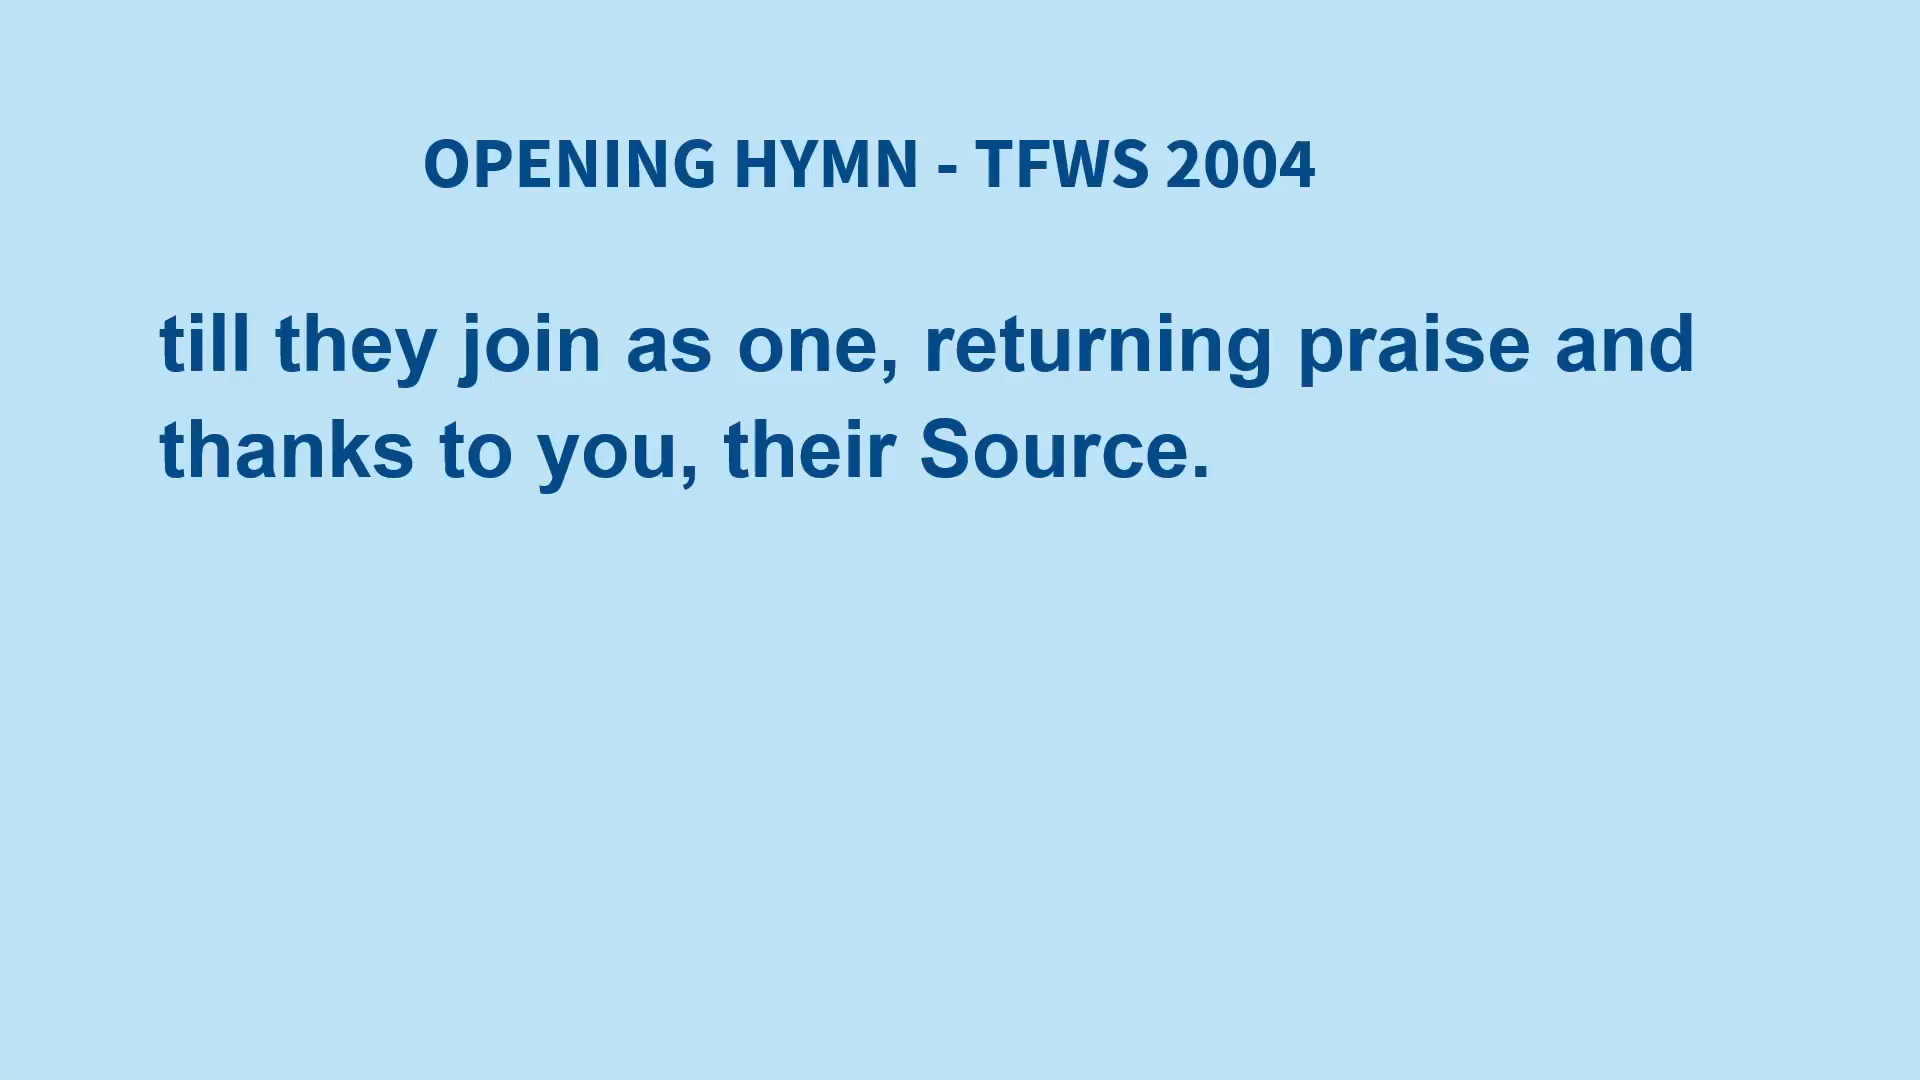 OPENING HYMN - TFWS 2004
till they join as one, returning praise and
thanks to you, their Source.